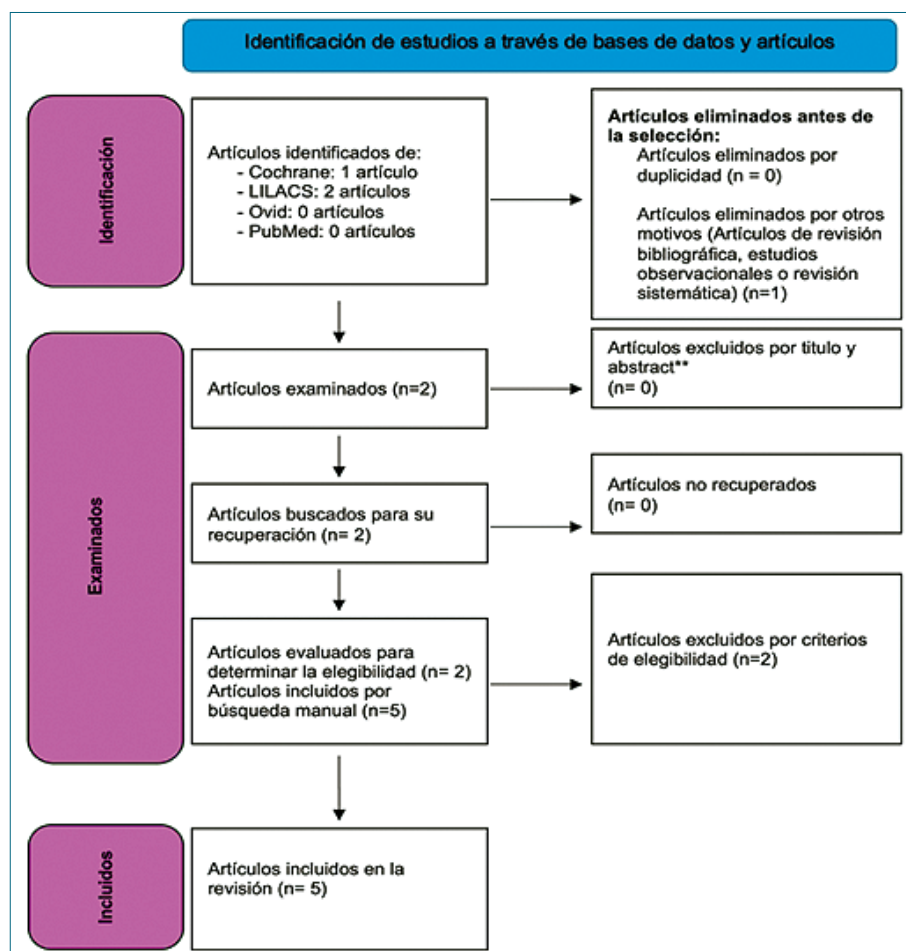 Identificación de estudios a través de bases de datos y artículos
Identificación
Artículos identificados de:
- Cochrane: 1 artículo
- LILACS: 2 artículos
- Ovid: 0 artículos
- PubMed: 0 artículos
Artículos eliminados antes de
la selección:
Artículos eliminados por
duplicidad (n = 0)
Artículos eliminados por otros
motivos (Artículos de revisión
bibliográfica, estudios
observacionales o revisión
sistemática) (n=1)
Examinados
Artículos examinados (n=2)
Artículos excluidos por titulo y
abstract**
(n= 0)
Artículos buscados para su
recuperación (n= 2)
Artículos no recuperados
(n= 0)
Artículos evaluados para
determinar la elegibilidad (n= 2)
Artículos incluidos por
búsqueda manual (n=5)
Artículos excluidos por criterios
de elegibilidad (n=2)
Incluidos
Artículos incluidos en la
revisión (n= 5)